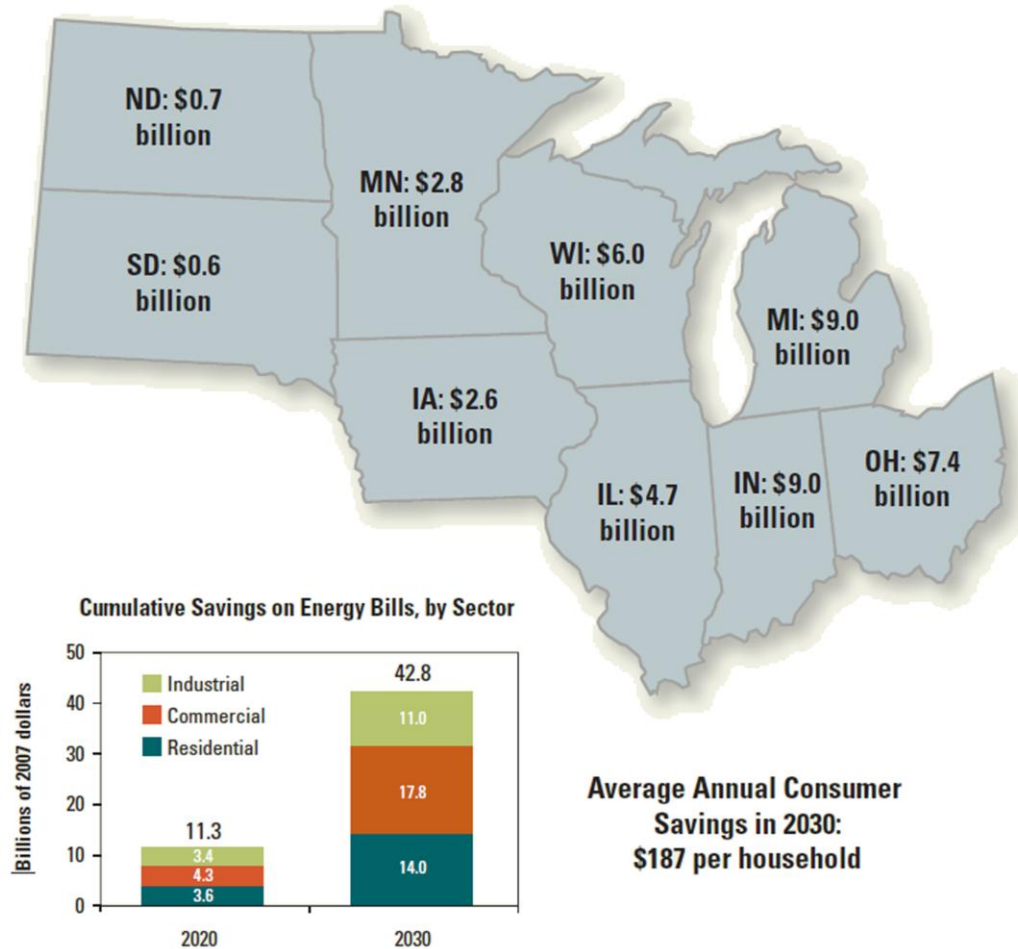 ND: $0.7
billion
MN: $2.8
billion
SD: $0.6
billion
WI: $6.0
billion
MI: $9.0
billion
IA: $2.6
billion
IL: $4.7
billion
IN: $9.0
billion
OH: $7.4
billion
Cumulative Savings on Energy Bills, by Sector
Billions of 2007 dollars
50
40
30
20
10
0
Industrial
Commercial
Residential
11.3
3.4
4.3
3.6
42.8
11.0
17.8
14.0
2020
2030
Average Annual Consumer
Savings in 2030:
$187 per household